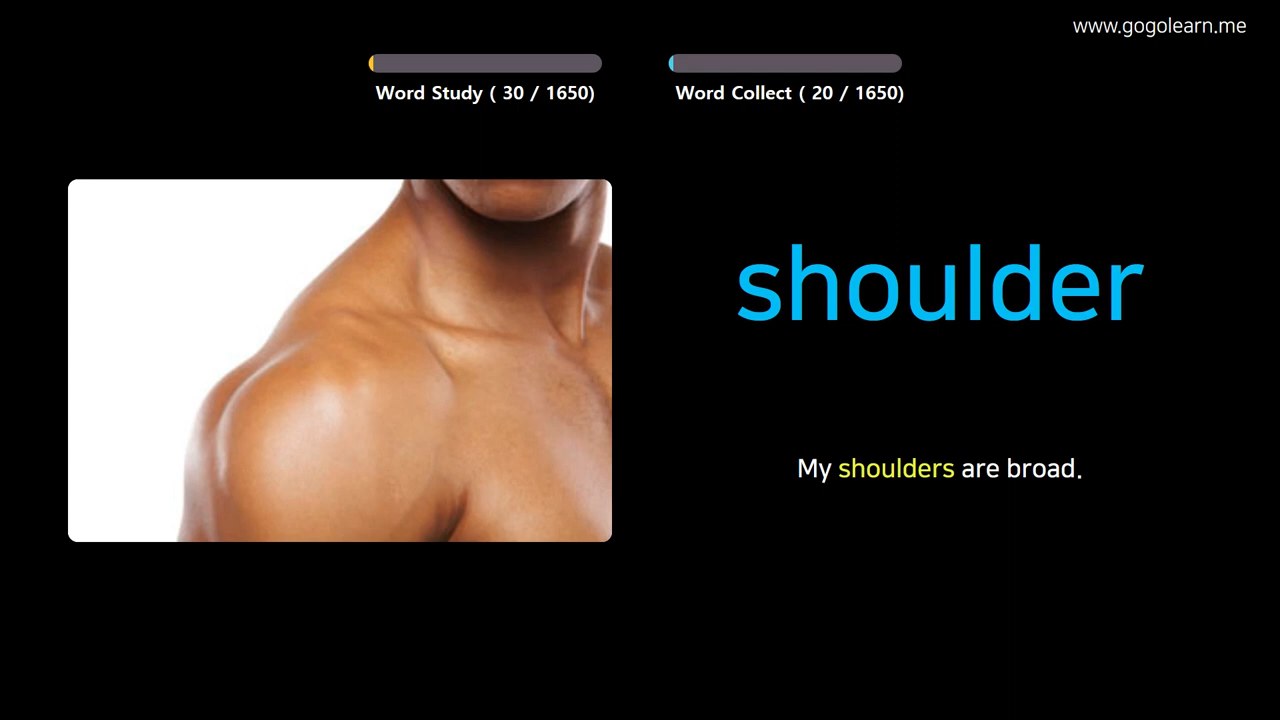 www.gogolearn.me
Word Study ( 30 / 1650)
Word Collect ( 20 / 1650)
shoulder
My shoulders are broad.